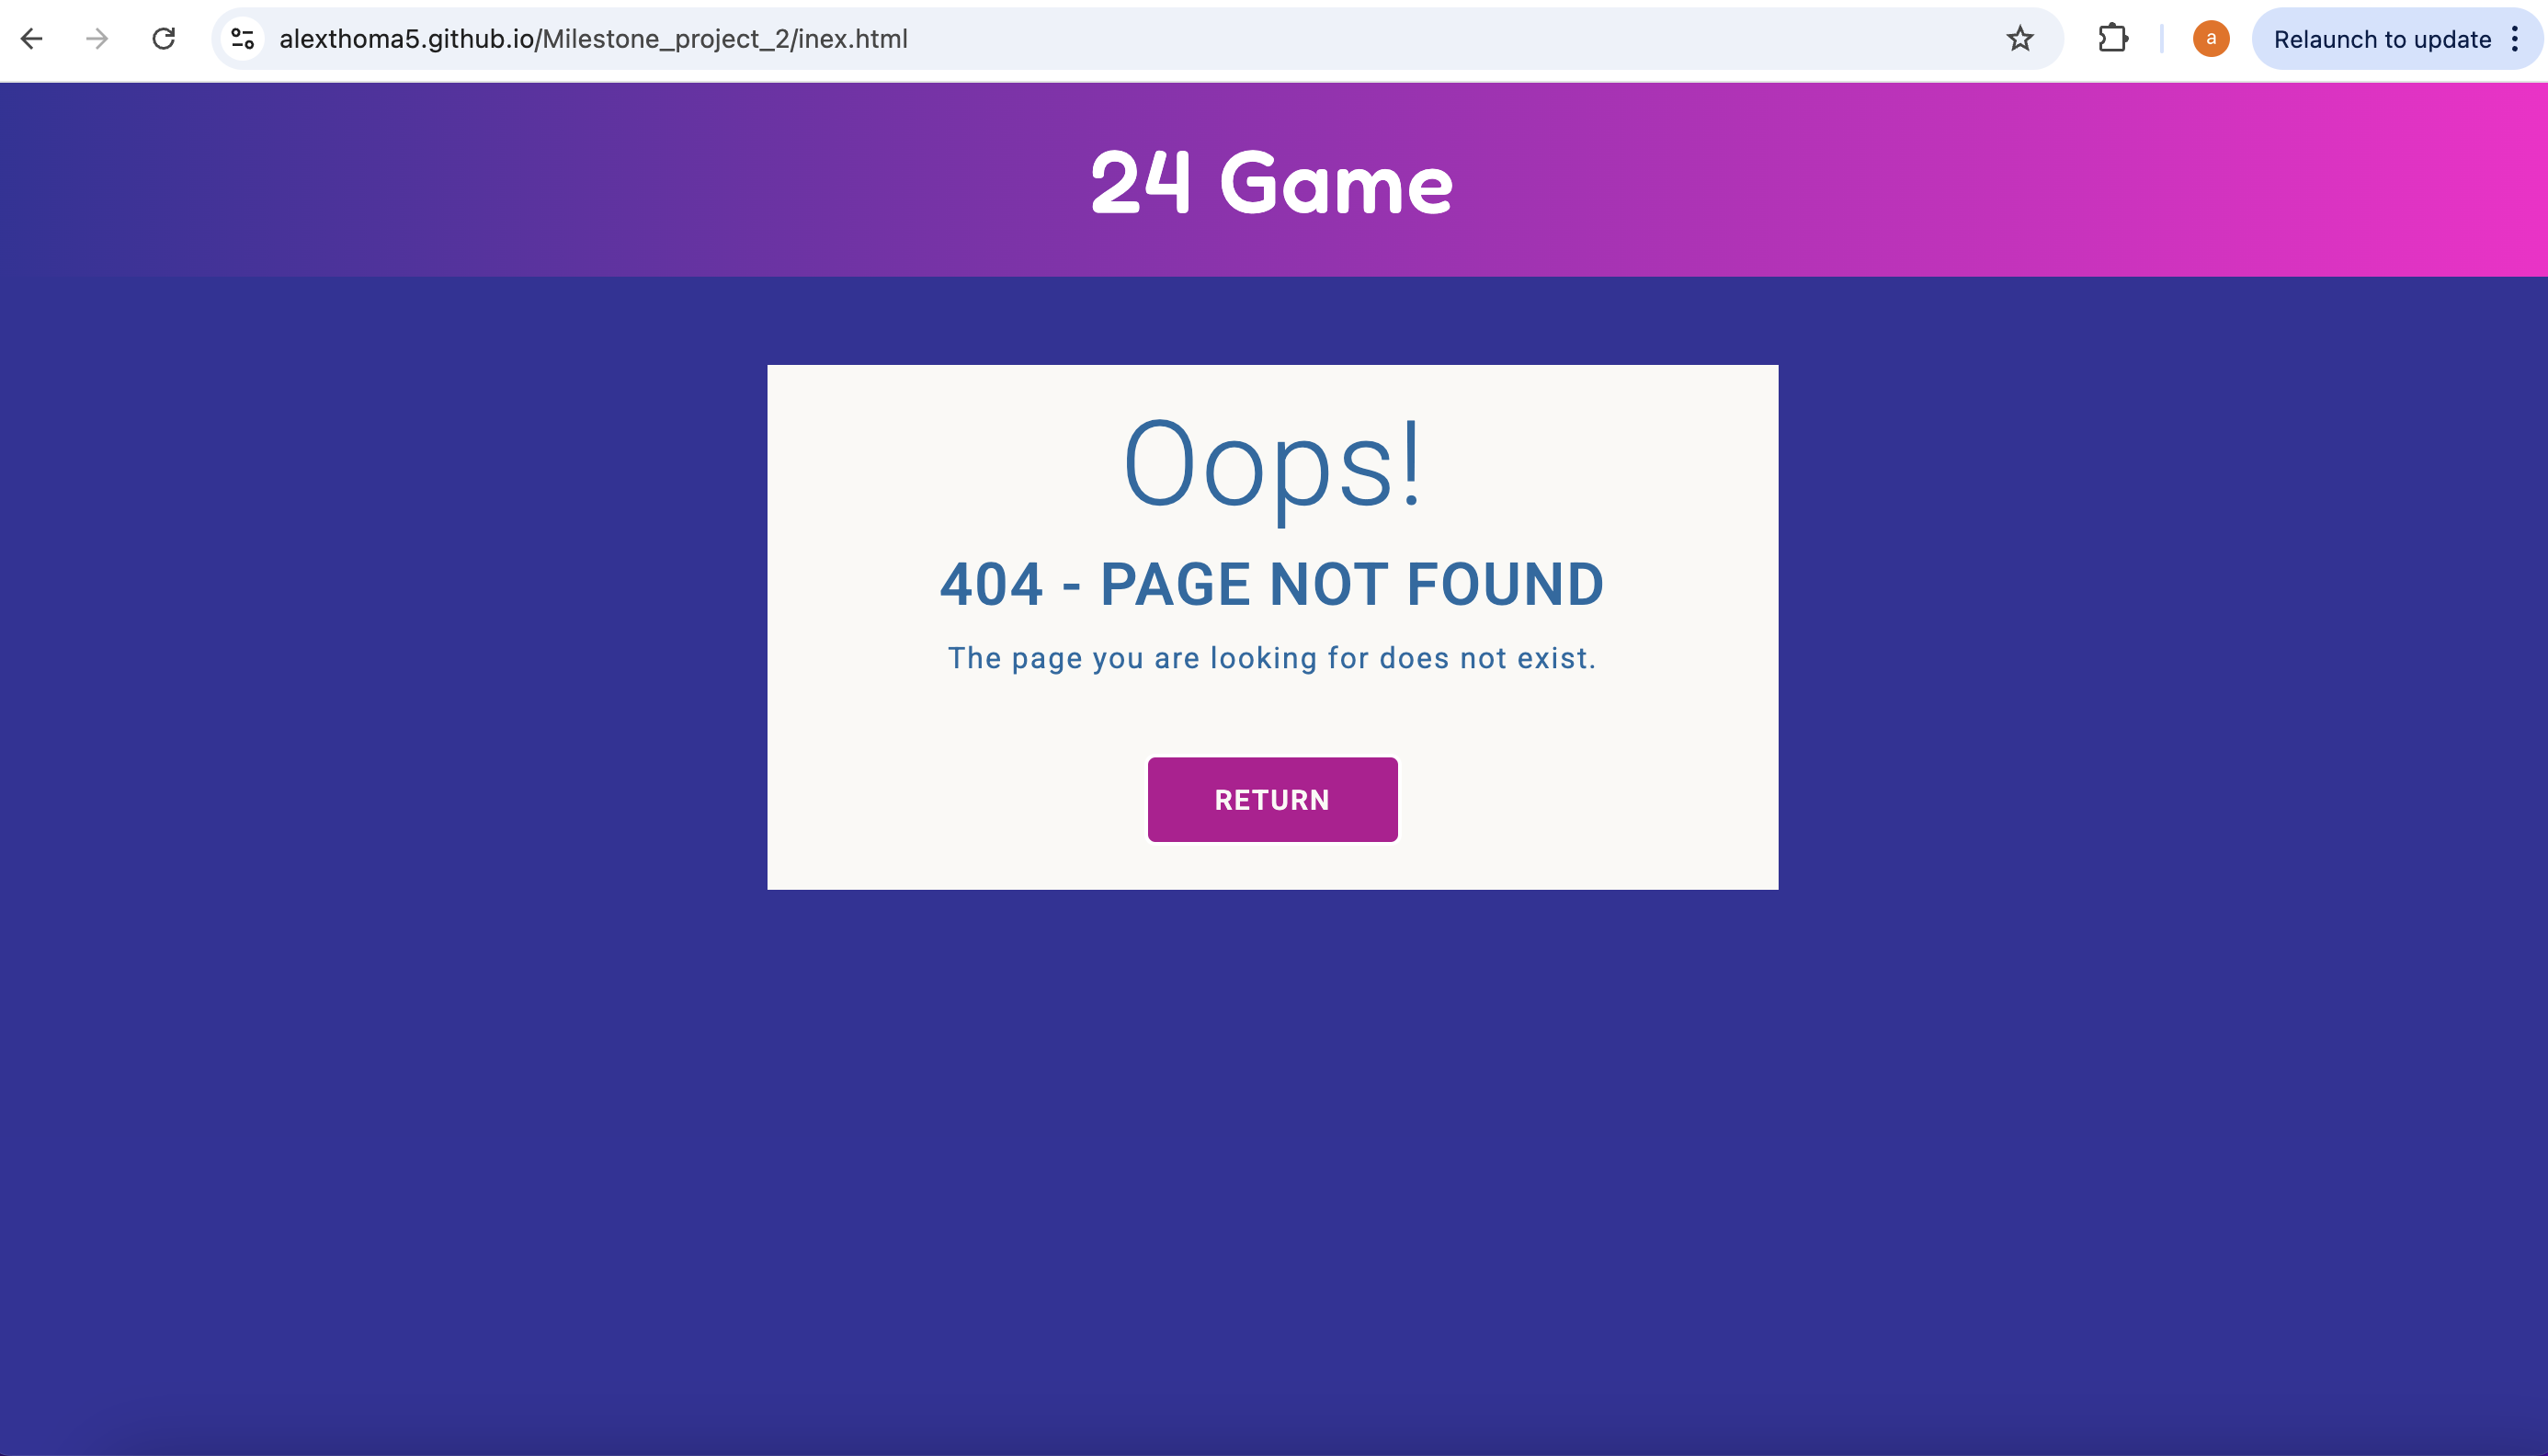 alexthoma5.github.io/Milestone_project_2/inex.html
a
Relaunch to update
24 Game
Oops!
404 - PAGE NOT FOUND
The page you are looking for does not exist.
RETURN